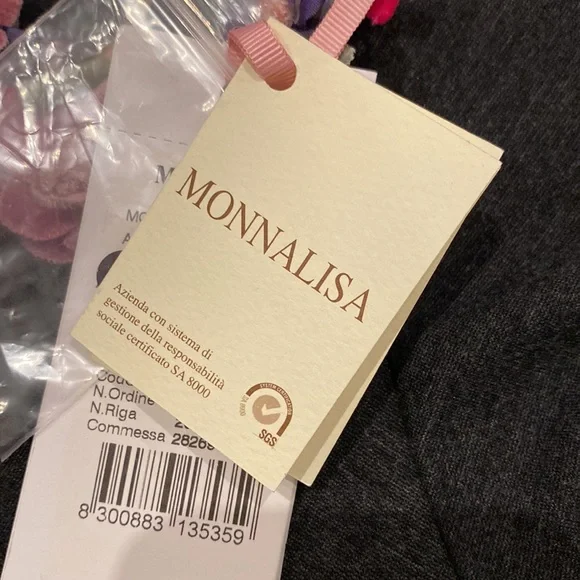 MONNALISA
Azienda con sistema di
gestione della responsabilità
sociale certificato SA 8000
SGS
N.Ordine
N.Riga
Commessa 28269
8 300883 135359